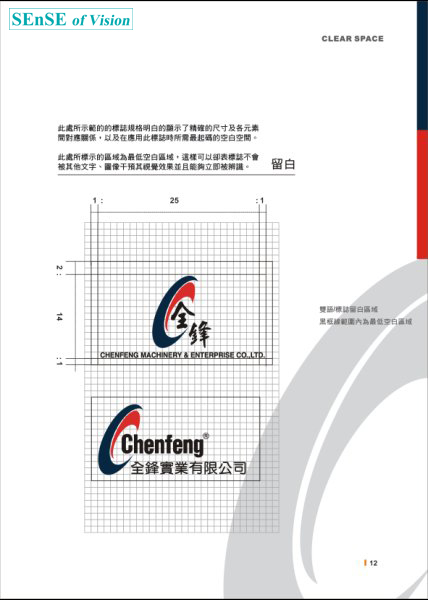 SEnSE of Vision
CLEAR SPACE
此處所示範的的標誌規格明白的顯示了精確的尺寸及各元素
間對應關係，以及在應用此標誌時所需最起碼的空白空間。
此處所標示的區域為最低空白區域，這樣可以卻表標誌不會
被其他文字、圖像干預其視覺效果並且能夠立即被辨識。
留白
1 : 25 : 1
2 : 14 : 1
全鋒
CHENFENG MACHINERY & ENTERPRISE CO.,LTD.
雙語/標誌留白區域
黑框線範圍內為最低空白區域
Chenfeng®
全鋒實業有限公司
12